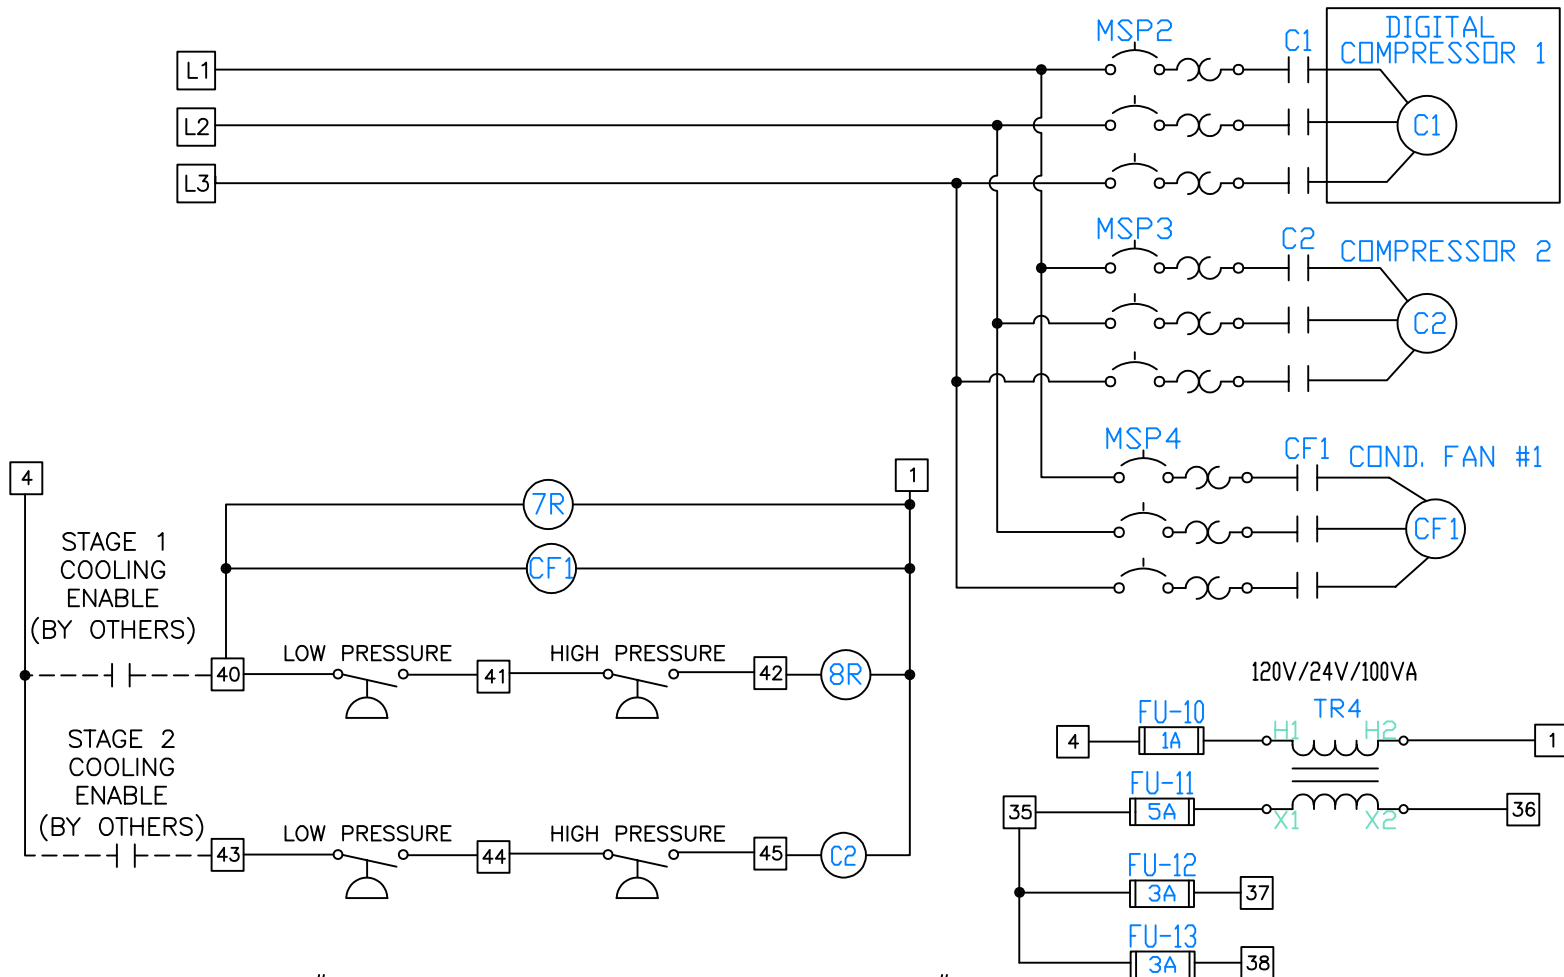 MSP2
C1
DIGITAL
COMPRESSOR 1
L1
L2
L3
C1
MSP3
C2
COMPRESSOR 2
C2
MSP4
CF1
COND. FAN #1
CF1
4
1
7R
STAGE 1
COOLING
ENABLE
(BY OTHERS)
CF1
40
LOW PRESSURE
41
HIGH PRESSURE
42
8R
STAGE 2
COOLING
ENABLE
(BY OTHERS)
43
LOW PRESSURE
44
HIGH PRESSURE
45
C2
120V/24V/100VA
TR4
FU-10
4
1A
H1
H2
1
FU-11
35
5A
X1
X2
36
FU-12
3A
37
FU-13
3A
38